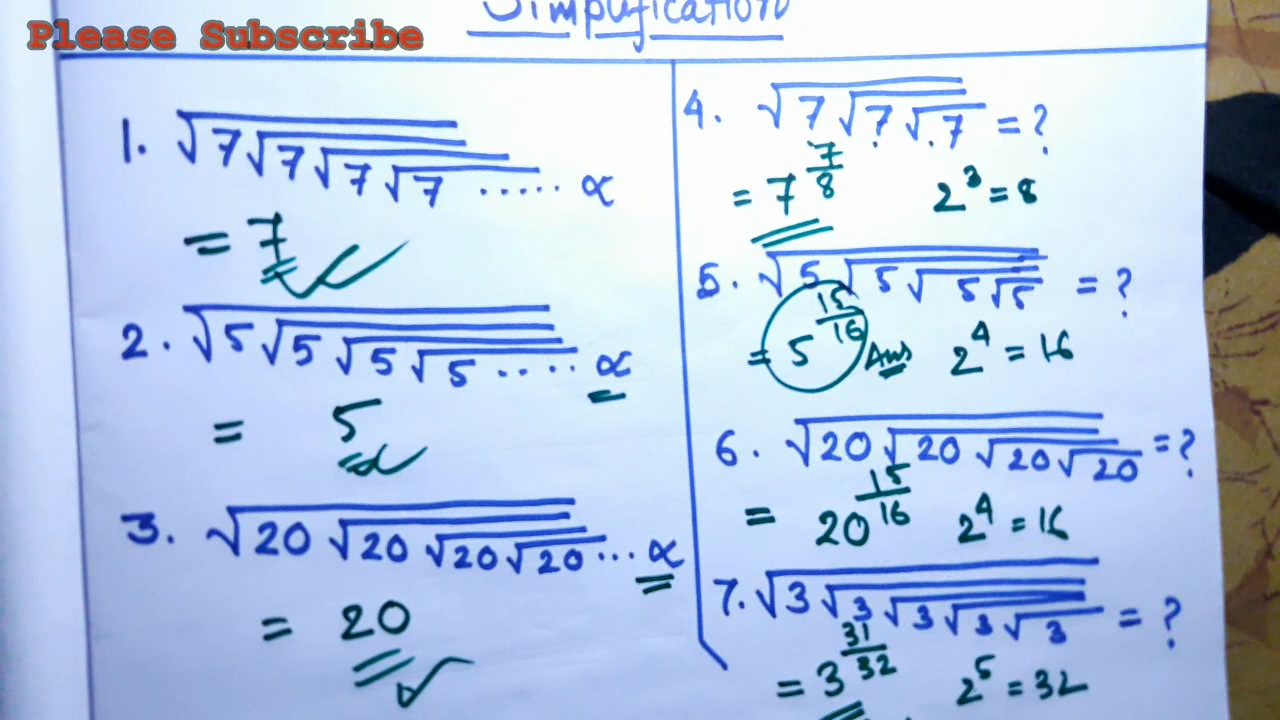 Simplification
Please Subscribe
1. √7√7√7√7 ..... ∝
= 7
2. √5√5√5√5 ..... ∝
= 5
3. √20√20√20√20 ... ∝
= 20
4. √7√7√7 = ?
= 7^(7/8) 2^3 = 8
5. √5√5√5√5 = ?
= 5^(15/16) Ans 2^4 = 16
6. √20√20√20√20 = ?
= 20^(15/16) 2^4 = 16
7. √3√3√3√3√3 = ?
= 3^(31/32) 2^5 = 32